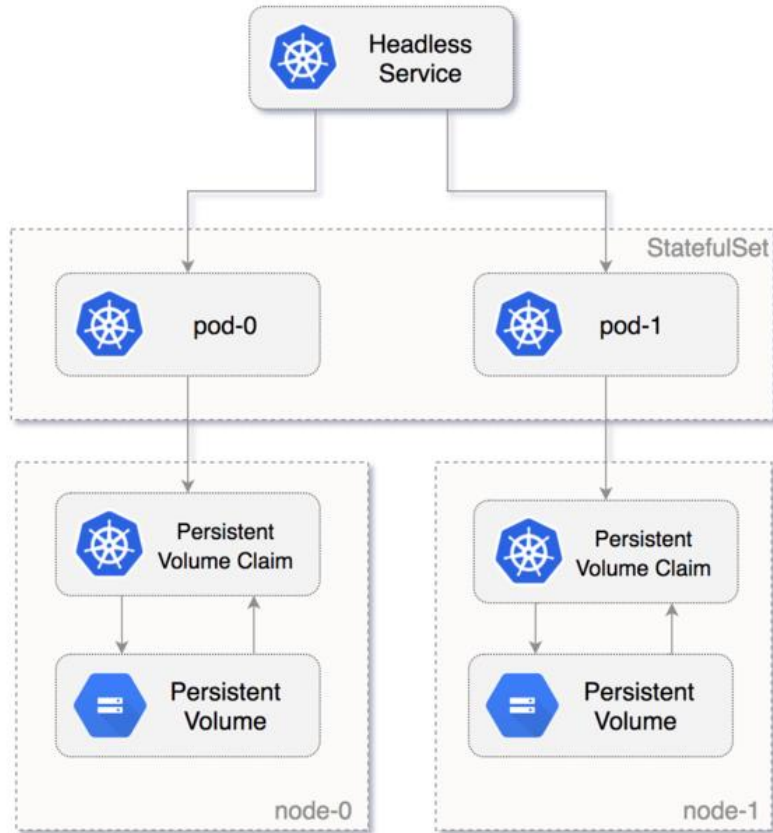 Headless
Service
StatefulSet
pod-0
pod-1
Persistent
Volume Claim
Persistent
Volume
node-0
Persistent
Volume Claim
Persistent
Volume
node-1